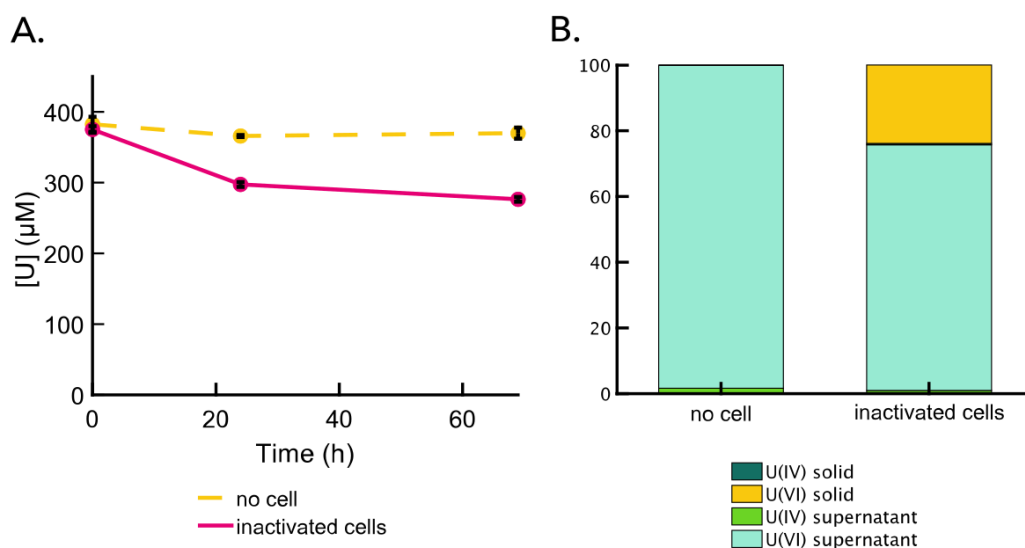 A.
[U] (µM)
400
300
200
100
0
0 20 40 60
Time (h)
no cell
inactivated cells
B.
100
80
60
40
20
0
no cell inactivated cells
U(IV) solid
U(VI) solid
U(IV) supernatant
U(VI) supernatant